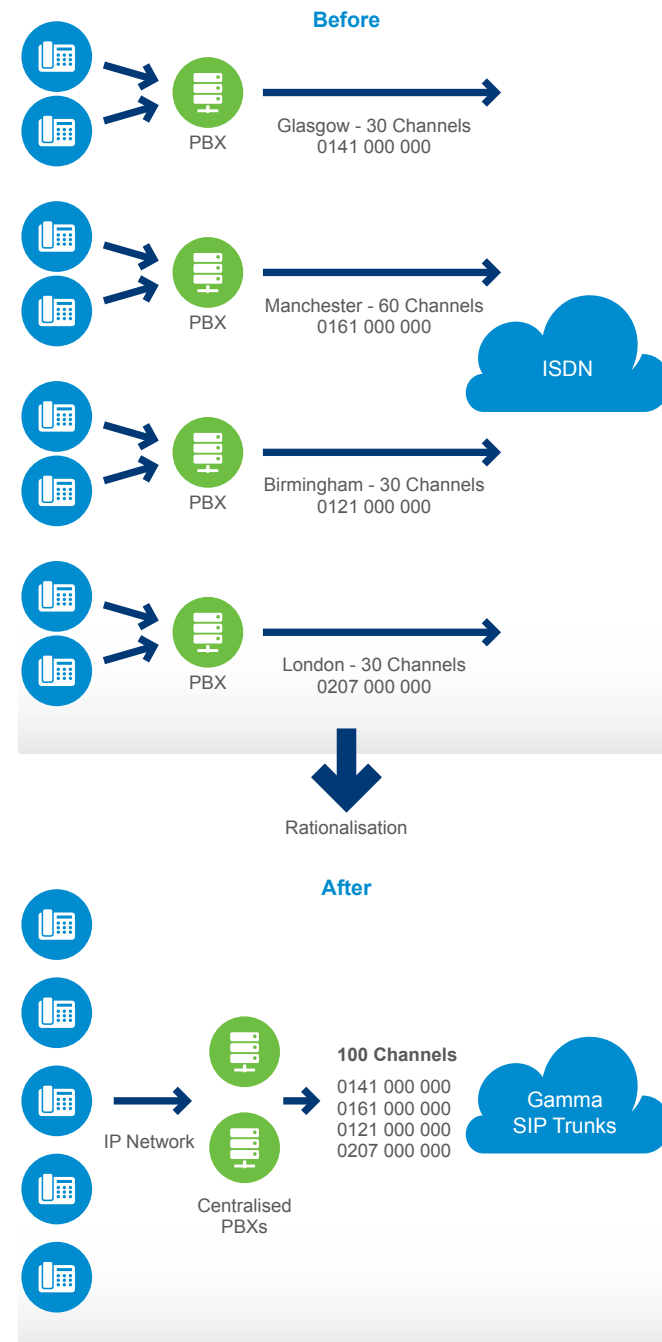 Before
PBX
Glasgow - 30 Channels
0141 000 000
PBX
Manchester - 60 Channels
0161 000 000
ISDN
PBX
Birmingham - 30 Channels
0121 000 000
PBX
London - 30 Channels
0207 000 000
Rationalisation
After
IP Network
Centralised
PBXs
100 Channels
0141 000 000
0161 000 000
0121 000 000
0207 000 000
Gamma
SIP Trunks